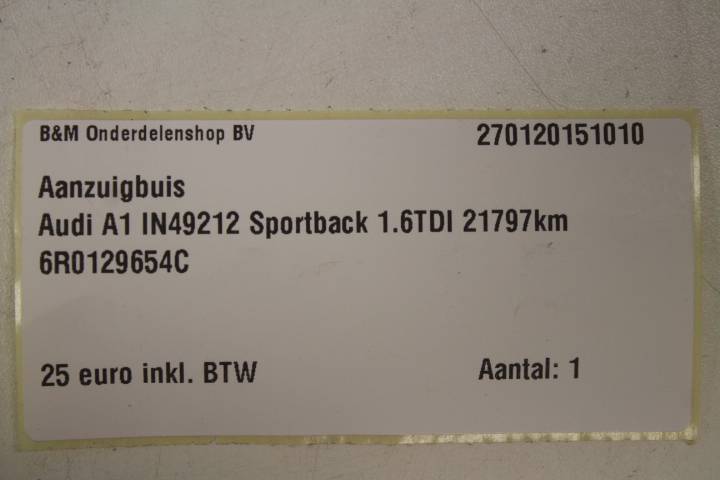 B&M Onderdelenshop BV 270120151010
Aanzuigbuis
Audi A1 IN49212 Sportback 1.6TDI 21797km
6R0129654C
25 euro inkl. BTW Aantal: 1